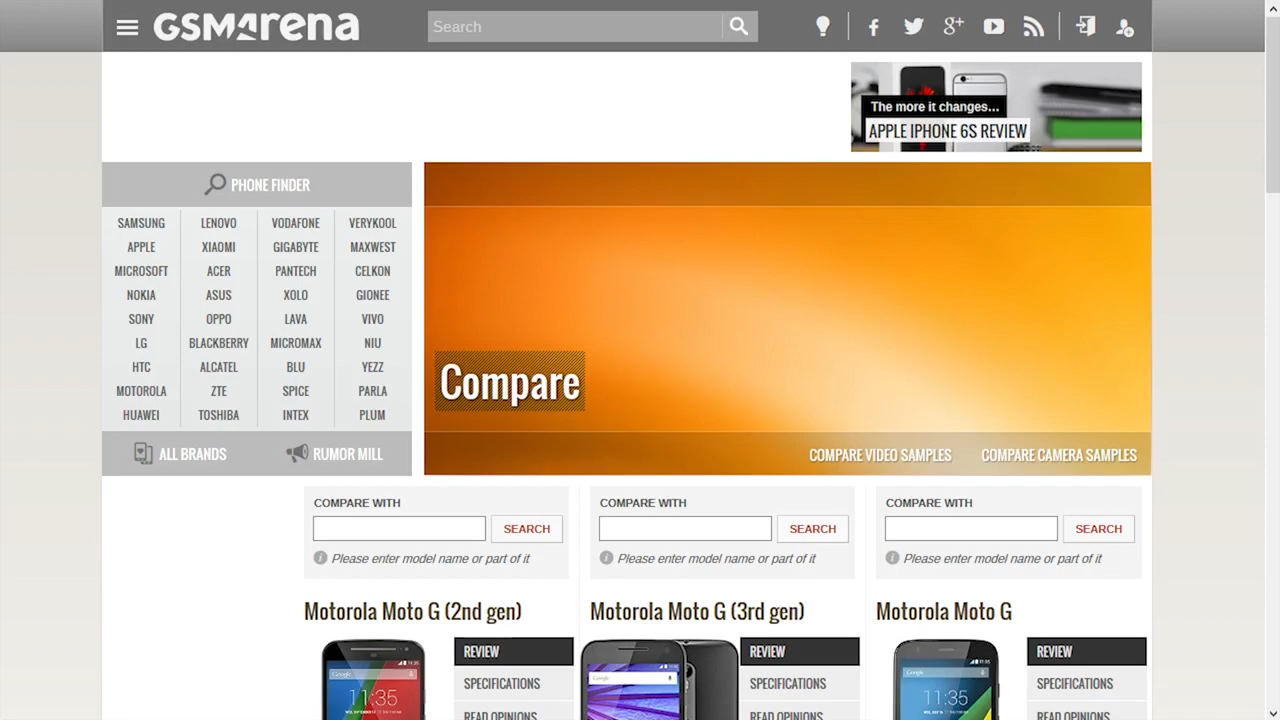 GSMArena
Search
The more it changes...
APPLE IPHONE 6S REVIEW
PHONE FINDER
SAMSUNG LENOVO VODAFONE VERYKOOL
APPLE XIAOMI GIGABYTE MAXWEST
MICROSOFT ACER PANTECH CELKON
NOKIA ASUS XOLO GIONEE
SONY OPPO LAVA VIVO
LG BLACKBERRY MICROMAX NIU
HTC ALCATEL BLU YEZZ
MOTOROLA ZTE SPICE PARLA
HUAWEI TOSHIBA INTEX PLUM
ALL BRANDS RUMOR MILL
Compare
COMPARE VIDEO SAMPLES COMPARE CAMERA SAMPLES
COMPARE WITH COMPARE WITH COMPARE WITH
SEARCH SEARCH SEARCH
Please enter model name or part of it Please enter model name or part of it Please enter model name or part of it
Motorola Moto G (2nd gen) Motorola Moto G (3rd gen) Motorola Moto G
REVIEW REVIEW REVIEW
SPECIFICATIONS SPECIFICATIONS SPECIFICATIONS
11:35 11:35
READ OPINIONS READ OPINIONS READ OPINIONS